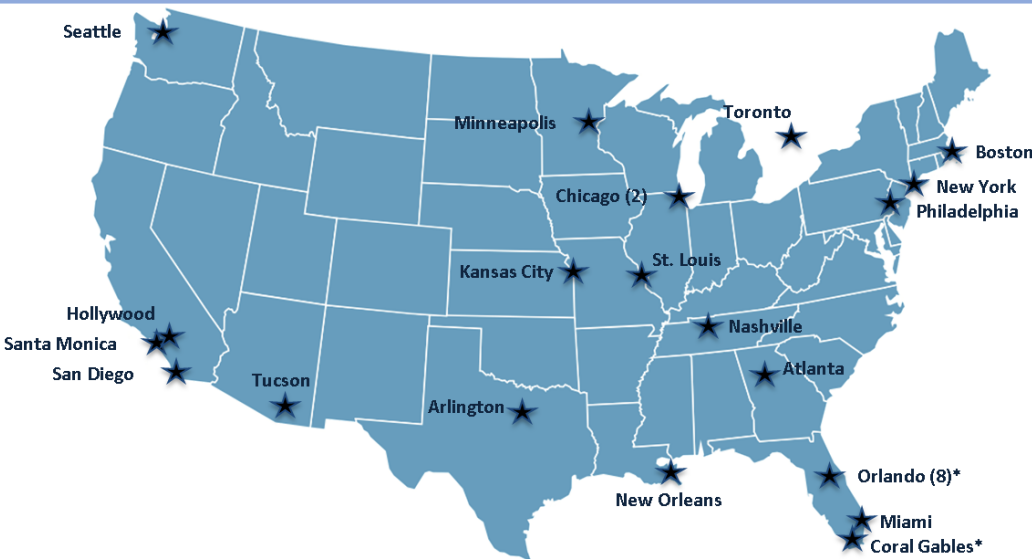 Seattle
Minneapolis
Toronto
Boston
Chicago (2)
New York
Philadelphia
Kansas City
St. Louis
Hollywood
Nashville
Santa Monica
San Diego
Atlanta
Tucson
Arlington
Orlando (8)*
New Orleans
Miami
Coral Gables*